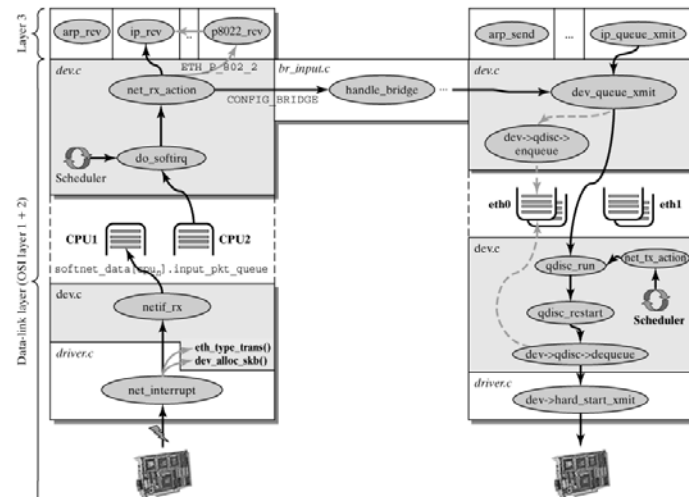 Layer 3
arp_rcv
ip_rcv
..
p8022_rcv
ETH_P_802_2
dev.c
net_rx_action
CONFIG_BRIDGE
br_input.c
handle_bridge
...
do_softirq
Scheduler
CPU1
CPU2
softnet_data[cpu_n].input_pkt_queue
dev.c
netif_rx
driver.c
eth_type_trans()
dev_alloc_skb()
net_interrupt
Data-link layer (OSI layer 1 + 2)
arp_send
...
ip_queue_xmit
dev.c
dev_queue_xmit
dev->qdisc->
enqueue
eth0
eth1
dev.c
qdisc_run
net_tx_action
qdisc_restart
Scheduler
dev->qdisc->dequeue
driver.c
dev->hard_start_xmit